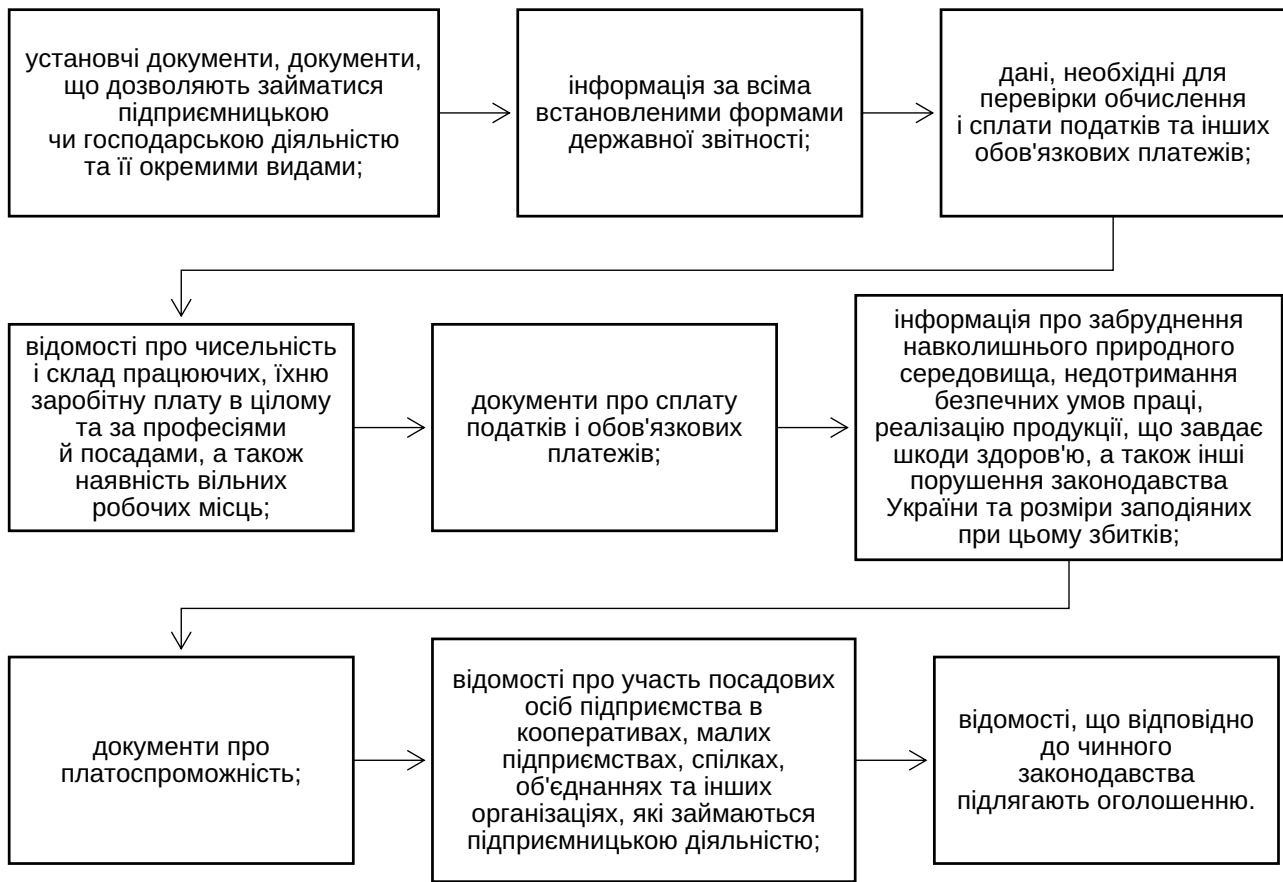 установчі документи, документи,
що дозволяють займатися
підприємницькою
чи господарською діяльністю
та її окремими видами;
інформація за всіма
встановленими формами
державної звітності;
дані, необхідні для
перевірки обчислення
і сплати податків та інших
обов'язкових платежів;
відомості про чисельність
і склад працюючих, їхню
заробітну плату в цілому
та за професіями
й посадами, а також
наявність вільних
робочих місць;
документи про сплату
податків і обов'язкових
платежів;
інформація про забруднення
навколишнього природного
середовища, недотримання
безпечних умов праці,
реалізацію продукції, що завдає
шкоди здоров'ю, а також інші
порушення законодавства
України та розміри заподіяних
при цьому збитків;
документи про
платоспроможність;
відомості про участь посадових
осіб підприємства в
кооперативах, малих
підприємствах, спілках,
об'єднаннях та інших
організаціях, які займаються
підприємницькою діяльністю;
відомості, що відповідно
до чинного
законодавства
підлягають оголошенню.